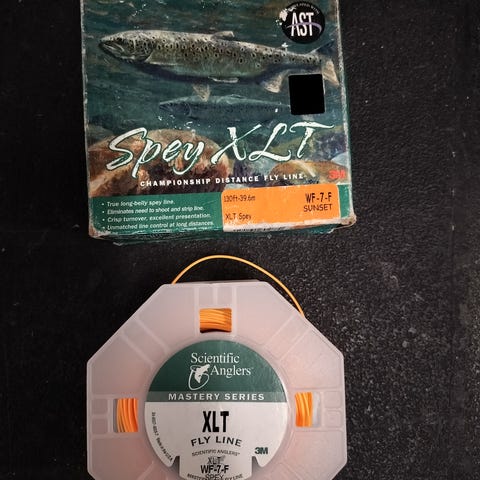 AST
Spey XLT
CHAMPIONSHIP DISTANCE FLY LINE
3M
• True long-belly spey line.
• Eliminates need to shoot and strip line.
• Crisp turnover, excellent presentation.
• Unmatched line control at long distances.
130ft-39.6m
WF-7-F
SUNSET
XLT Spey
Scientific
Anglers
MASTERY SERIES
XLT
FLY LINE
SCIENTIFIC ANGLERS
3M
XLT
WF-7-F
SPEY